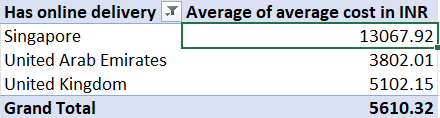 Has online delivery Average of average cost in INR
Singapore 13067.92
United Arab Emirates 3802.01
United Kingdom 5102.15
Grand Total 5610.32